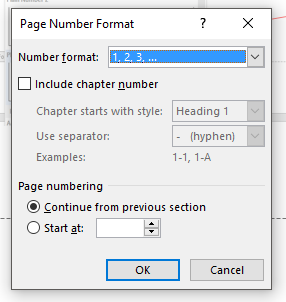 Page Number Format ? ×
Number format: 1, 2, 3, ...
Include chapter number
Chapter starts with style: Heading 1
Use separator: - (hyphen)
Examples: 1-1, 1-A
Page numbering
Continue from previous section
Start at:
OK Cancel